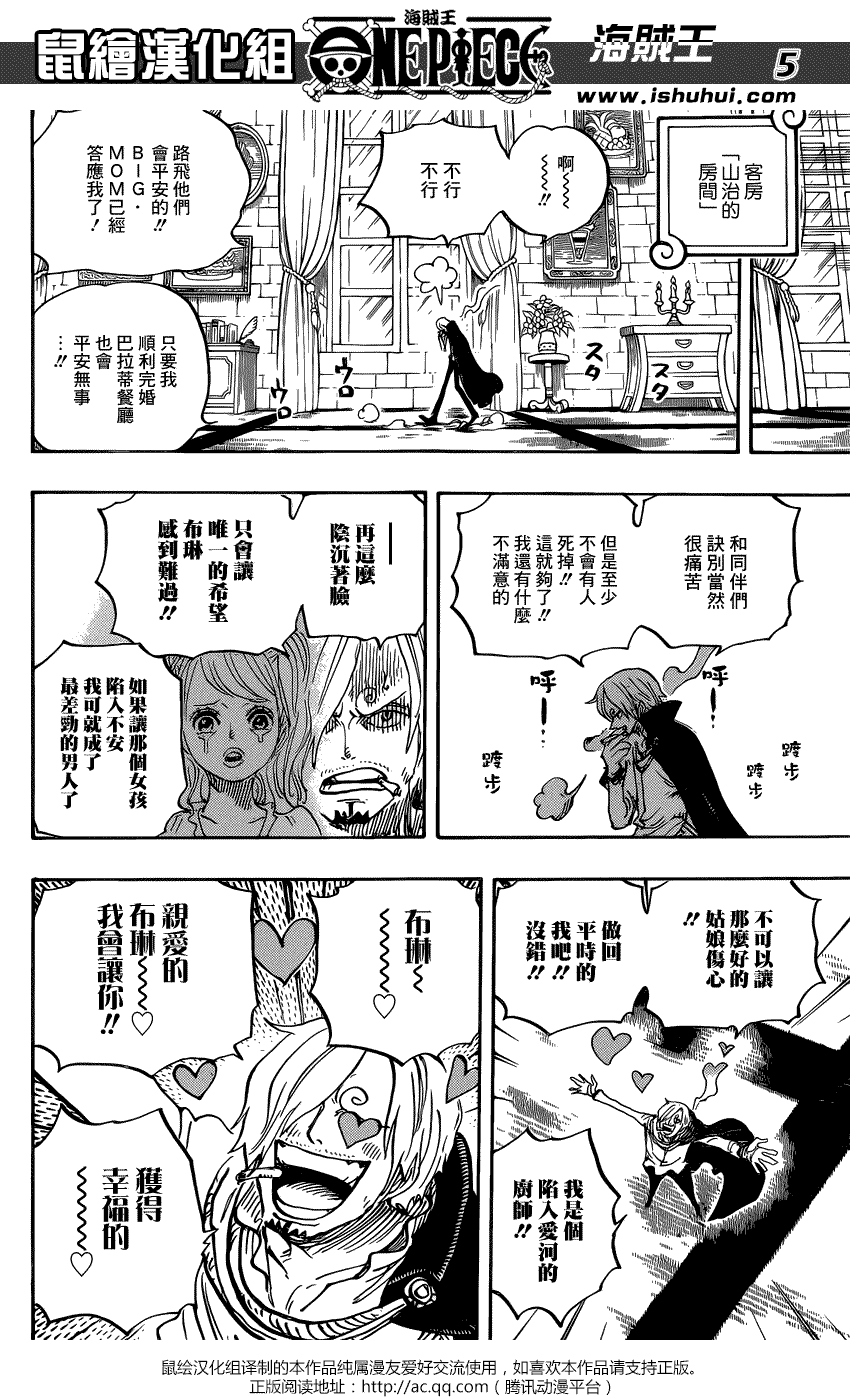 鼠繪漢化組
海賊王
ONE PIECE
海賊王
5
www.ishuhui.com
客房
「山治的
房間」
啊~~~
不行
不行
路飛他們
會平安的!!
BIG・
MOM已經
答應我了!
只要我
順利完婚
巴拉蒂餐廳
也會
平安無事
…!!
スタ
スタ
ウロ
ウロ
和同伴們
訣別當然
很痛苦
但是至少
不會有人
死掉!!
這就夠了!!
我還有什麼
不滿意的
呼ー!
呼ー!
踱步
踱步
踱步
——再這麼
陰沉著臉
只會讓
唯一的希望
布琳
感到難過!!
如果讓那個女孩
陷入不安
我可就成了
最差勁的男人了
不可以讓
那麼好的
姑娘傷心
!!
做回
平時的
我吧!!
沒錯!!
我是個
陷入愛河的
廚師!!
布琳~~~~♡
親愛的
布琳~~~♡
我會讓你!!
獲得
幸福的~~~♡
鼠绘汉化组译制的本作品纯属漫友爱好交流使用，如喜欢本作品请支持正版。
正版阅读地址：http://ac.qq.com（腾讯动漫平台）